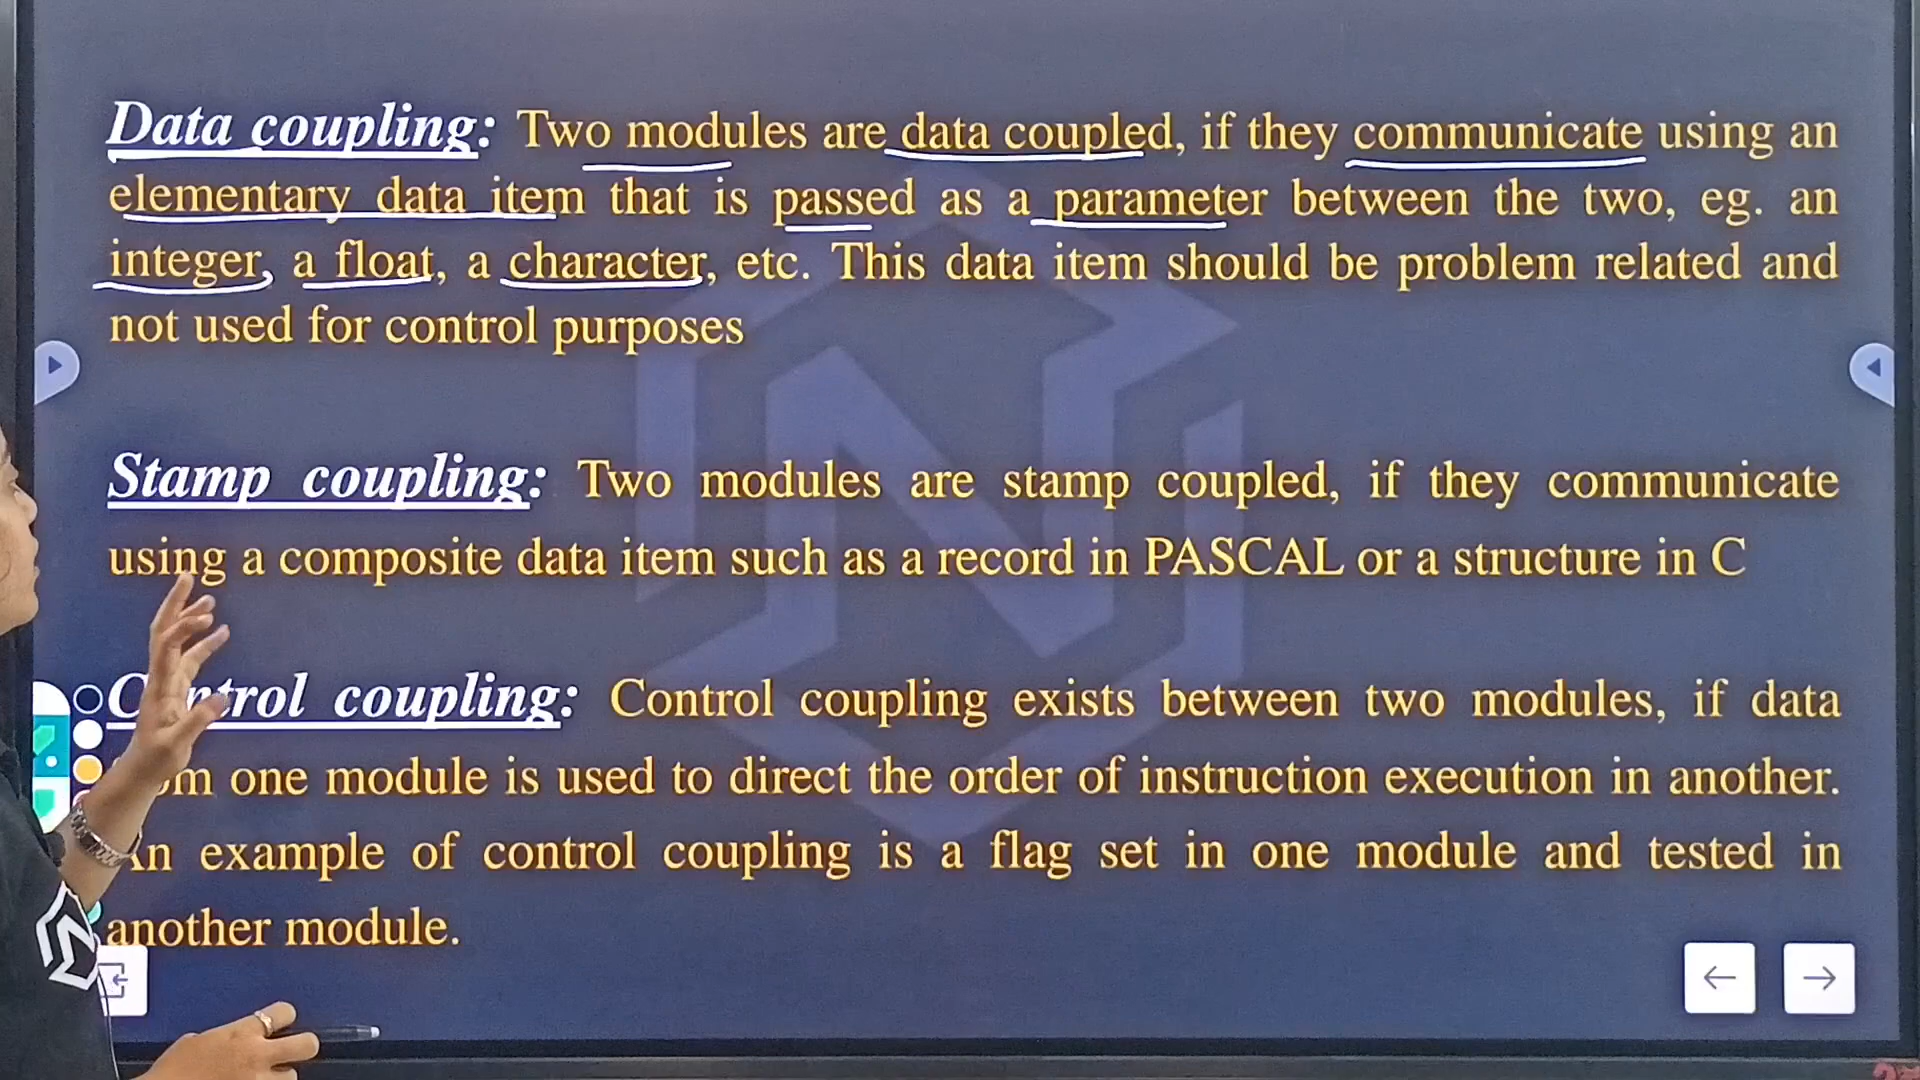 Data coupling: Two modules are data coupled, if they communicate using an
elementary data item that is passed as a parameter between the two, eg. an
integer, a float, a character, etc. This data item should be problem related and
not used for control purposes
Stamp coupling: Two modules are stamp coupled, if they communicate
using a composite data item such as a record in PASCAL or a structure in C
coupling: Control coupling exists between two modules, if data
one module is used to direct the order of instruction execution in another.
example of control coupling is a flag set in one module and tested in
another module.